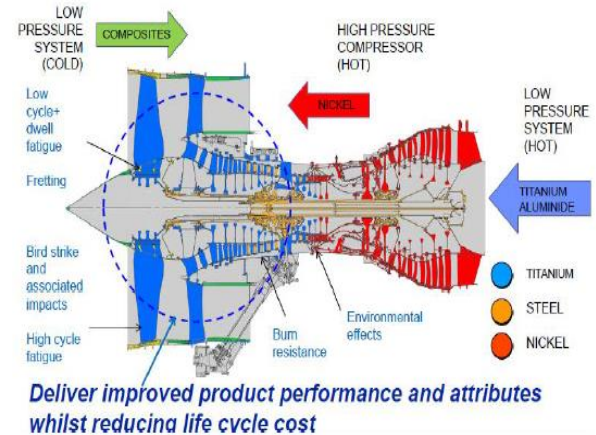 LOW
PRESSURE
SYSTEM
(COLD)
COMPOSITES
HIGH PRESSURE
COMPRESSOR
(HOT)
NICKEL
LOW
PRESSURE
SYSTEM
(HOT)
TITANIUM
ALUMINIDE
Low
cycle+
dwell
fatigue
Fretting
Bird strike
and
associated
impacts
High cycle
fatigue
Burn
resistance
Environmental
effects
TITANIUM
STEEL
NICKEL
Deliver improved product performance and attributes
whilst reducing life cycle cost